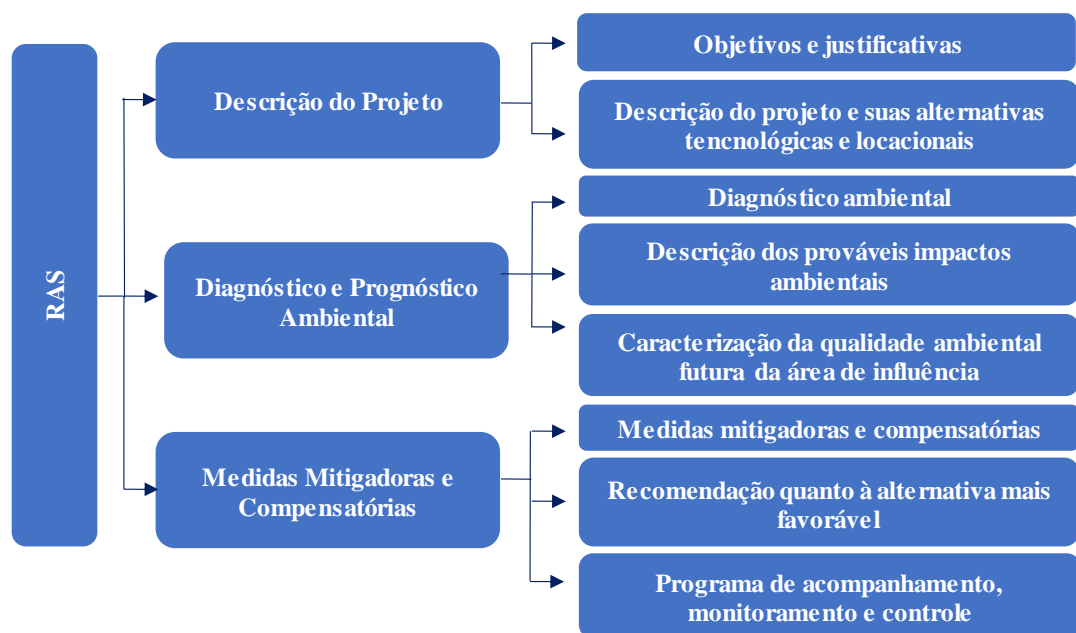 RAS
Descrição do Projeto
Objetivos e justificativas
Descrição do projeto e suas alternativas
tencnológicas e locacionais
Diagnóstico e Prognóstico
Ambiental
Diagnóstico ambiental
Descrição dos prováveis impactos
ambientais
Caracterização da qualidade ambiental
futura da área de influência
Medidas Mitigadoras e
Compensatórias
Medidas mitigadoras e compensatórias
Recomendação quanto à alternativa mais
favorável
Programa de acompanhamento,
monitoramento e controle